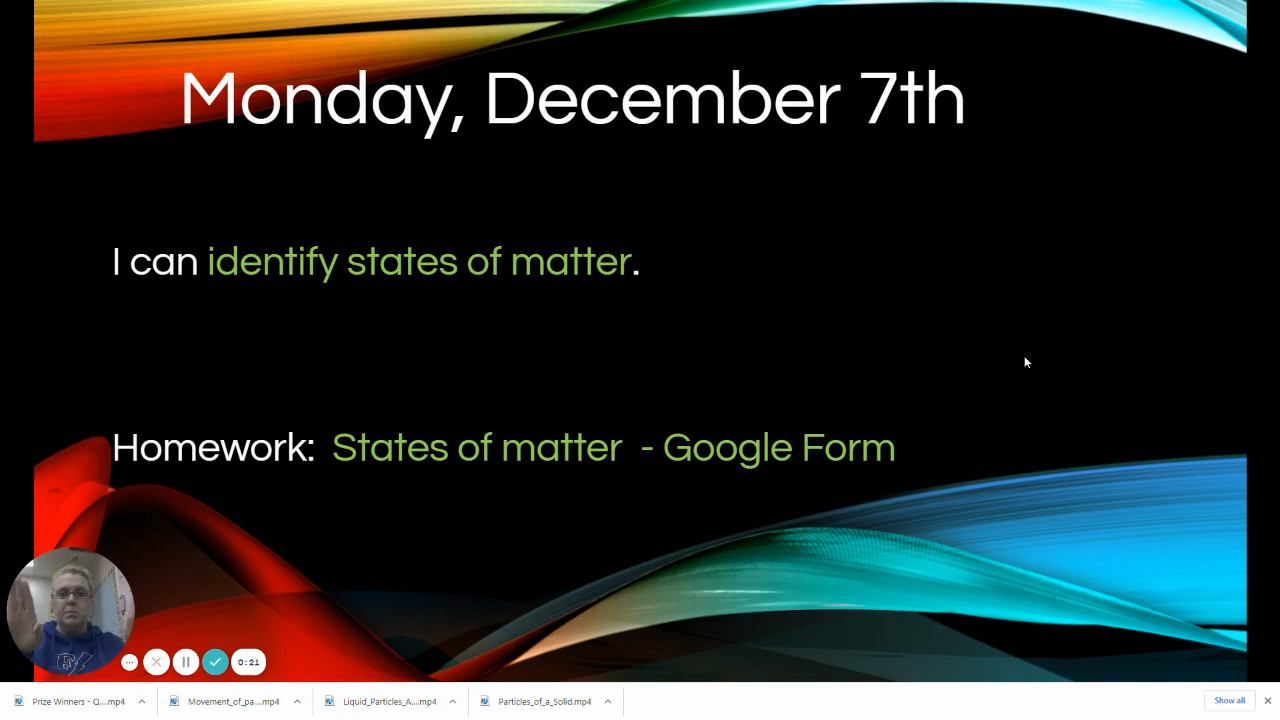 Monday, December 7th
I can identify states of matter.
Homework: States of matter - Google Form
0:21
Prize Winners - Q....mp4
Movement_of_pa....mp4
Liquid_Particles_A....mp4
Particles_of_a_Solid.mp4
Show all